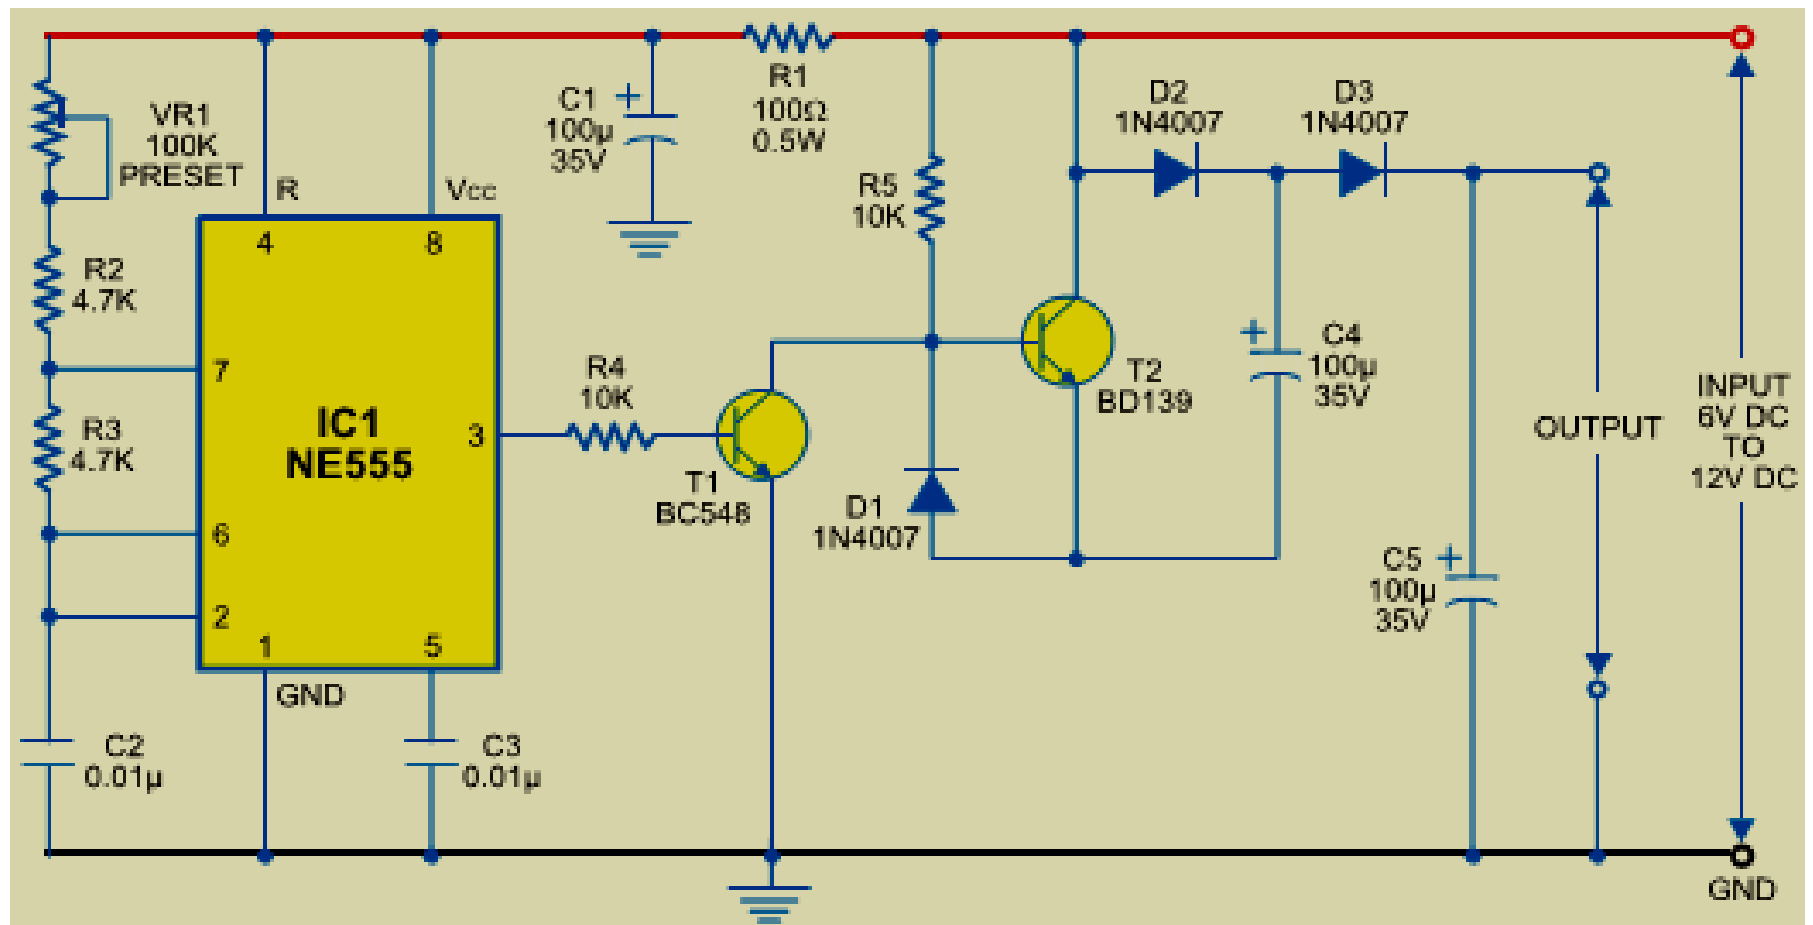 VR1
100K
PRESET
R
Vcc
4
8
C1
+
100µ
35V
R1
100Ω
0.5W
R5
10K
D2
1N4007
D3
1N4007
R2
4.7K
7
R3
4.7K
IC1
NE555
3
6
2
1
5
GND
R4
10K
T1
BC548
D1
1N4007
T2
BD139
+
C4
100µ
35V
OUTPUT
INPUT
6V DC
TO
12V DC
C5
+
100µ
35V
C2
0.01µ
C3
0.01µ
GND